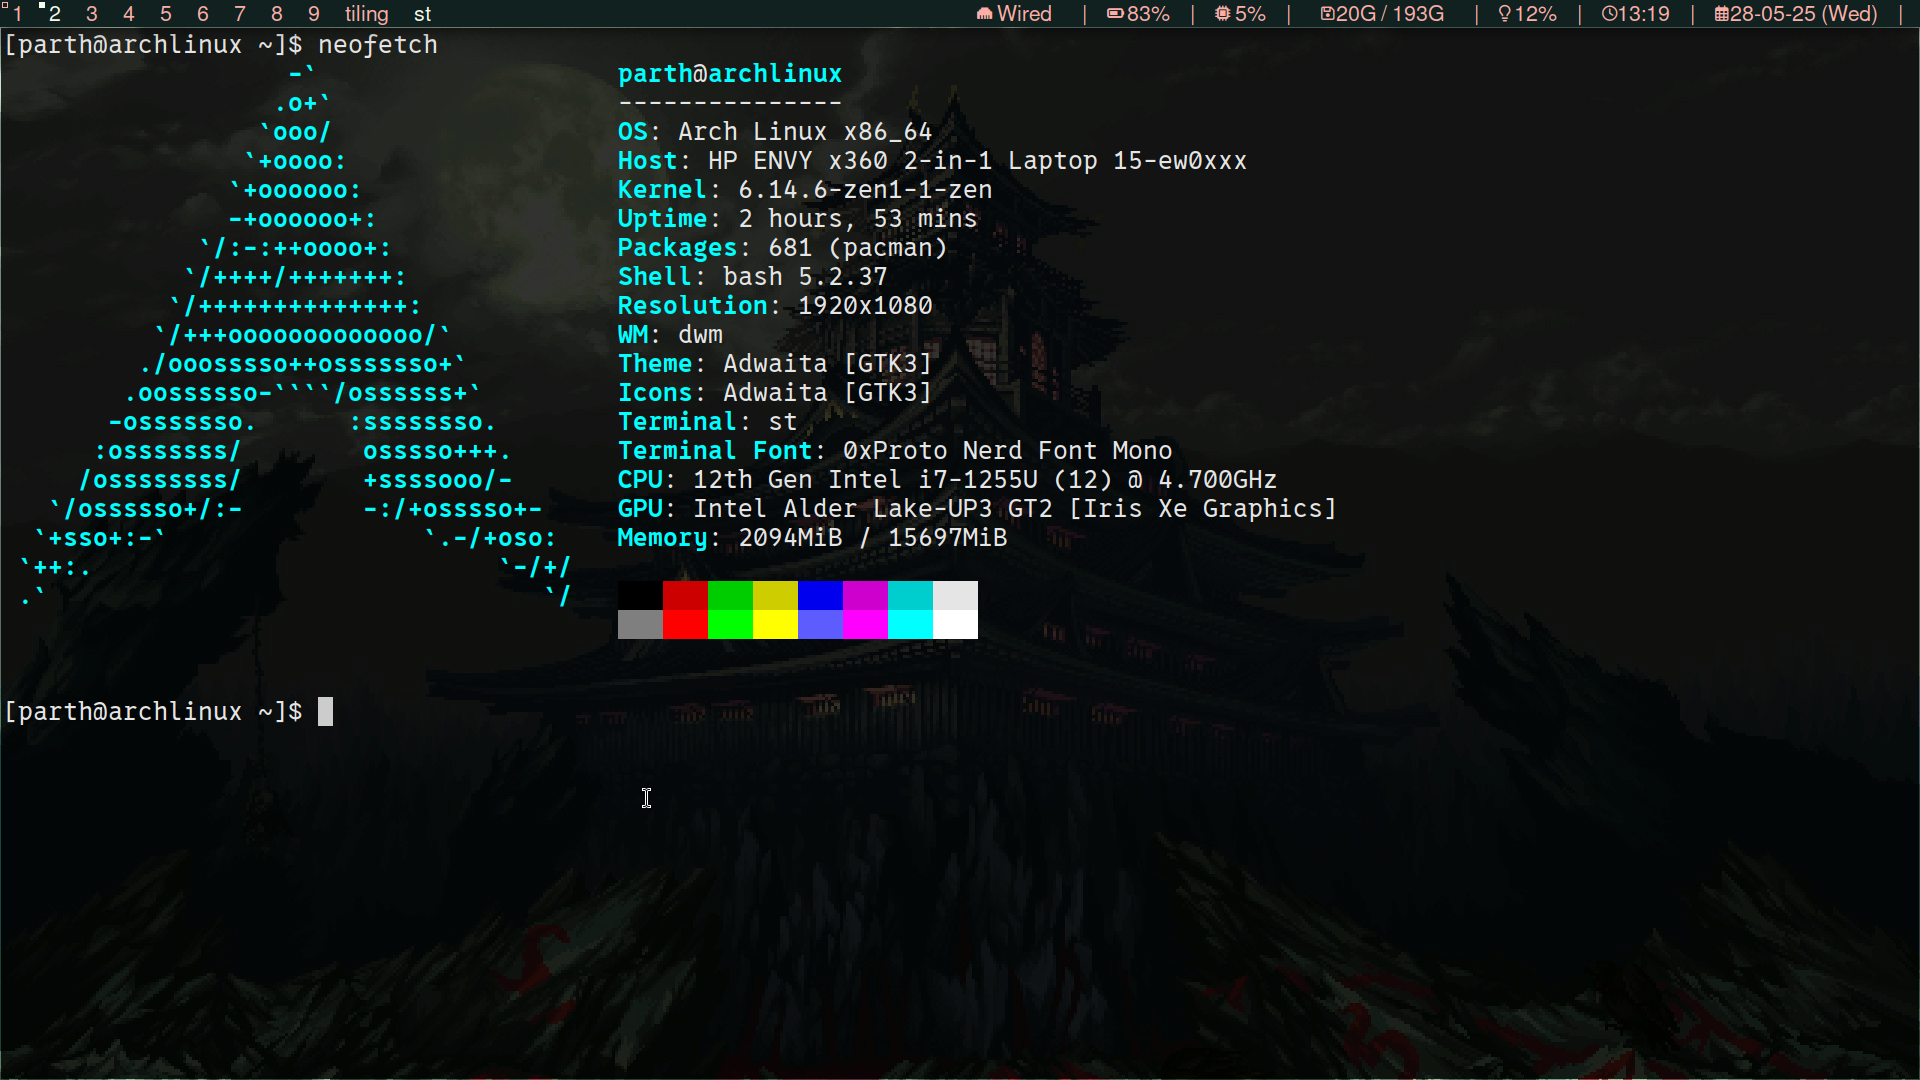 1 2 3 4 5 6 7 8 9 tiling st Wired | 83% | 5% | 20G / 193G | 12% | 13:19 | 28-05-25 (Wed) |
[parth@archlinux ~]$ neofetch
-` parth@archlinux
.o+` ---------------
`ooo/ OS: Arch Linux x86_64
`+oooo: Host: HP ENVY x360 2-in-1 Laptop 15-ew0xxx
`+oooooo: Kernel: 6.14.6-zen1-1-zen
-+oooooo+: Uptime: 2 hours, 53 mins
`/:-:++oooo+: Packages: 681 (pacman)
`/++++/+++++++: Shell: bash 5.2.37
`/++++++++++++++: Resolution: 1920x1080
`/+++ooooooooooooo/` WM: dwm
./ooosssso++osssssso+` Theme: Adwaita [GTK3]
.oossssso-````/ossssss+` Icons: Adwaita [GTK3]
-osssssso. :ssssssso. Terminal: st
:osssssss/ osssso+++. Terminal Font: 0xProto Nerd Font Mono
/ossssssss/ +ssssooo/- CPU: 12th Gen Intel i7-1255U (12) @ 4.700GHz
`/ossssso+/:- -:/+osssso+- GPU: Intel Alder Lake-UP3 GT2 [Iris Xe Graphics]
`+sso+:-` `.-/+oso: Memory: 2094MiB / 15697MiB
`++:. `-/+/
.` `/
[parth@archlinux ~]$